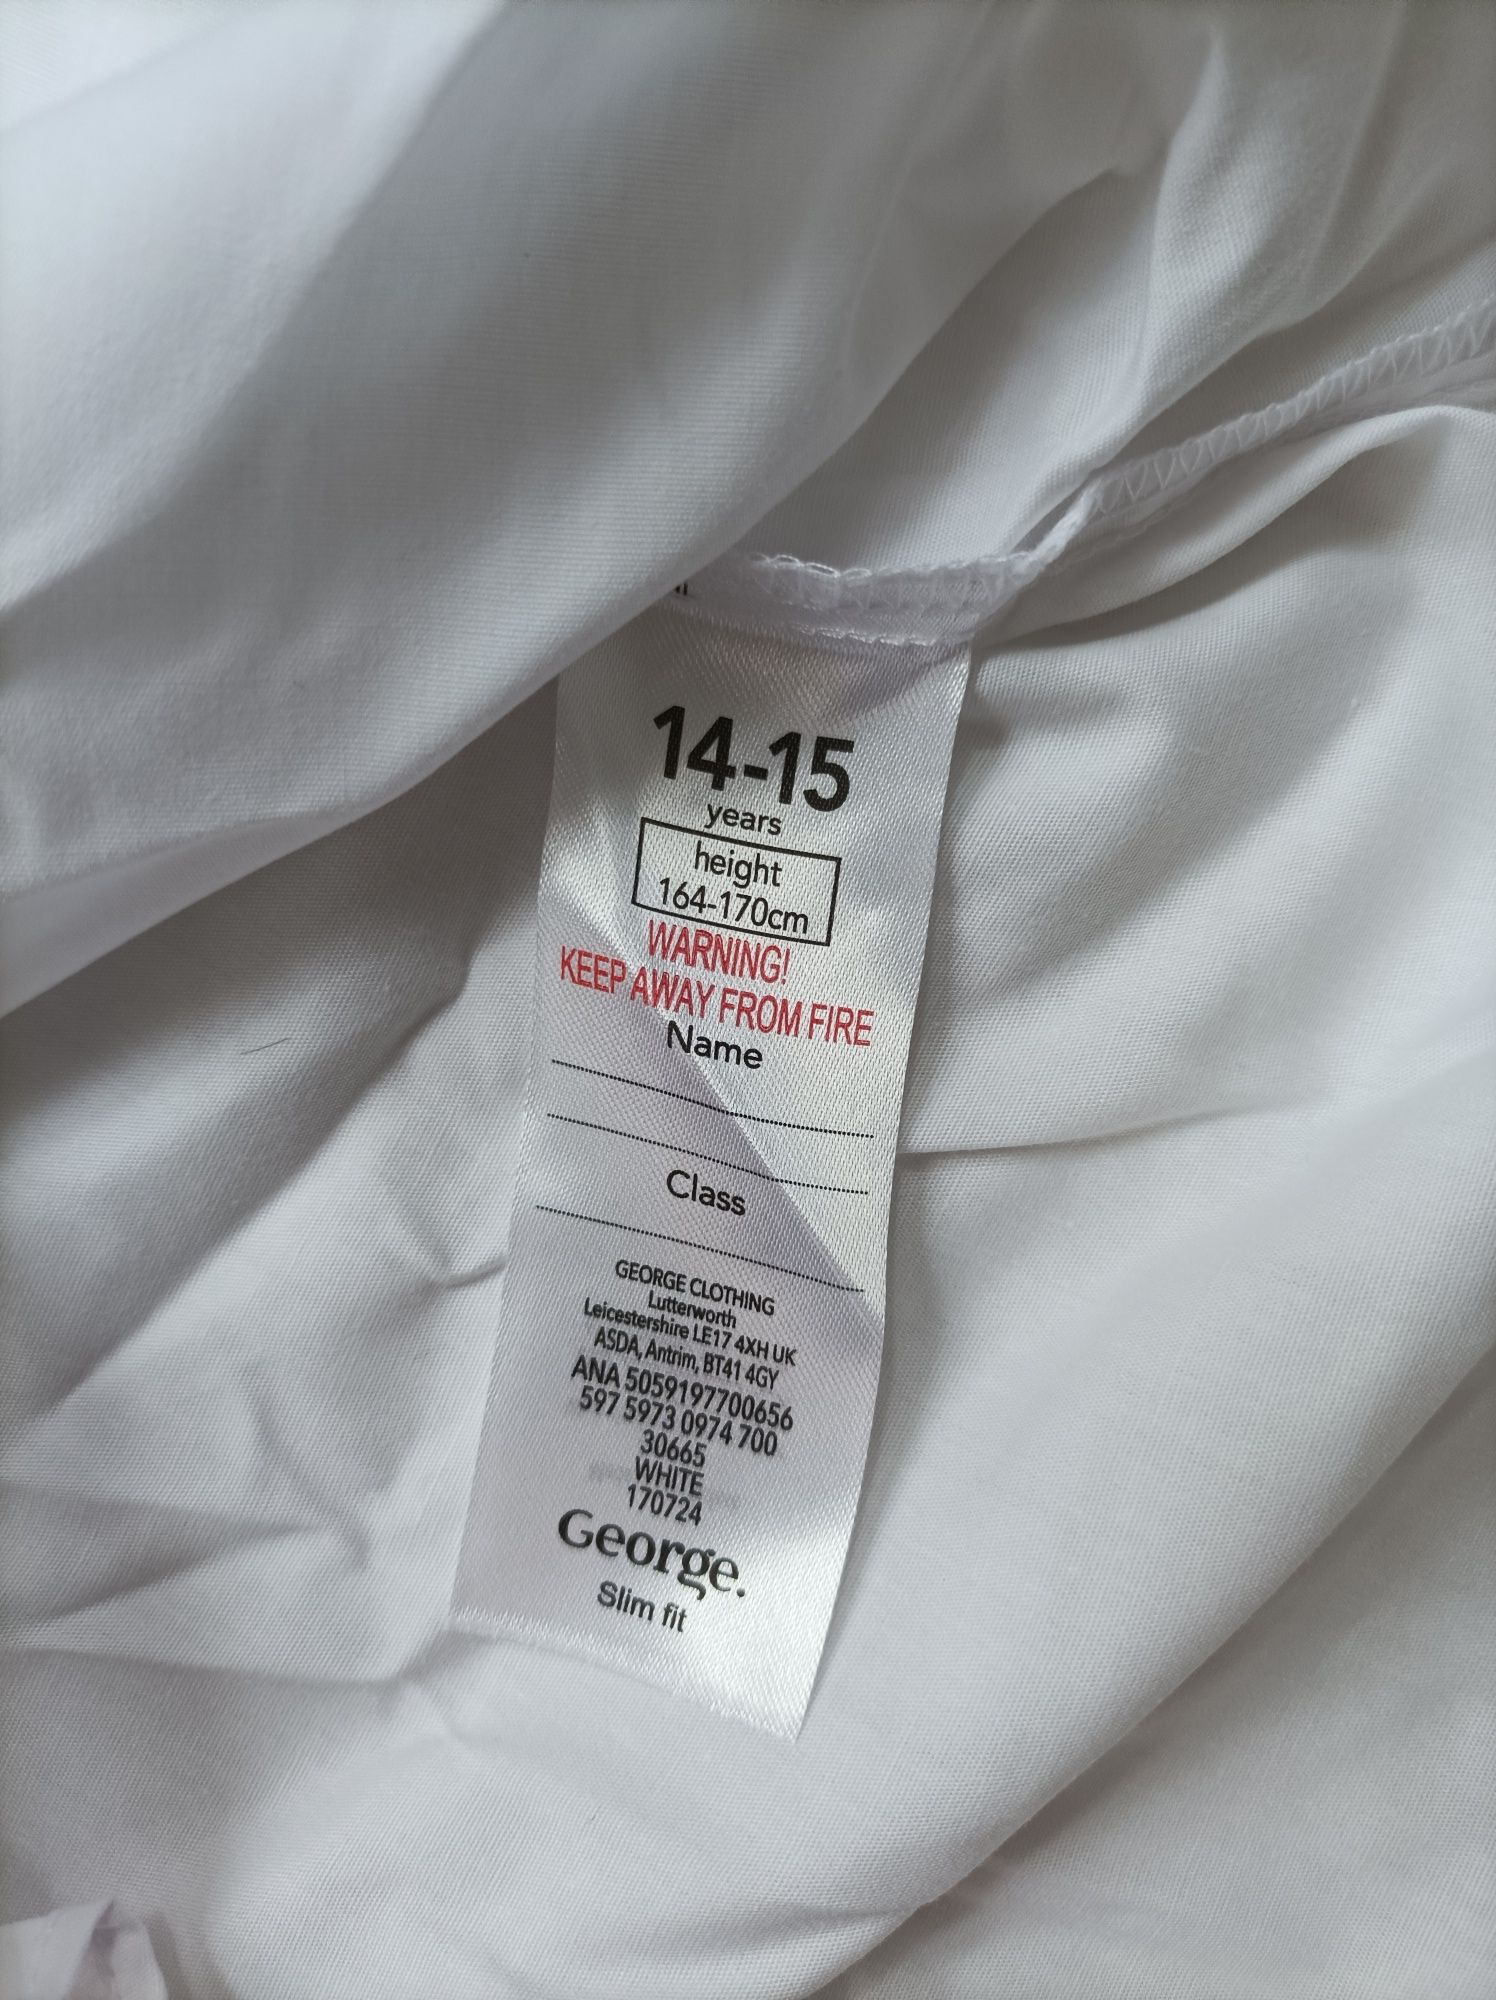 14-15
years
height
164-170cm
WARNING!
KEEP AWAY FROM FIRE
Name
Class
GEORGE CLOTHING
Lutterworth
Leicestershire LE17 4XH UK
ASDA, Antrim, BT41 4GY
ANA 5059197700656
597 5973 0974 700
30665
WHITE
170724
George.
Slim fit